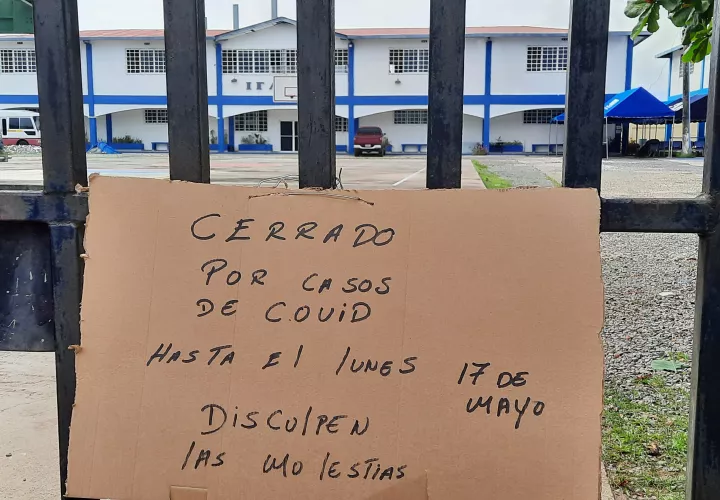 CERRADO
POR CASOS
DE COVID
HASTA El lUNES 17 DE
MAYO
DISCUlPEN
lAS MOlESTIAS